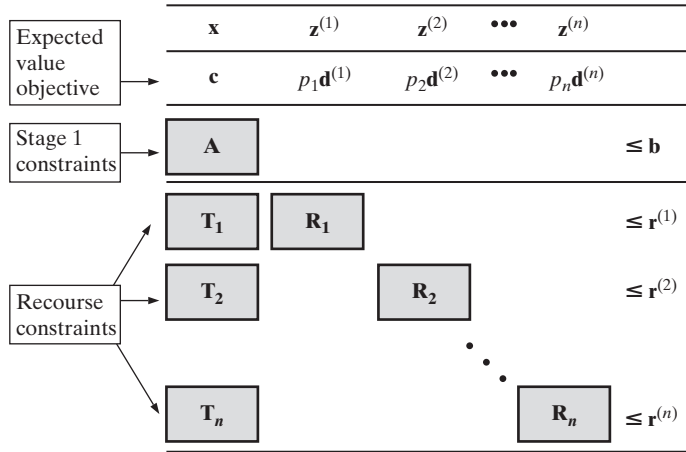 x z^(1) z^(2) ••• z^(n)
Expected
value
objective
c p₁d^(1) p₂d^(2) ••• pₙd^(n)
Stage 1
constraints
A ≤ b
T₁ R₁ ≤ r^(1)
T₂ R₂ ≤ r^(2)
Recourse
constraints
Tₙ Rₙ ≤ r^(n)